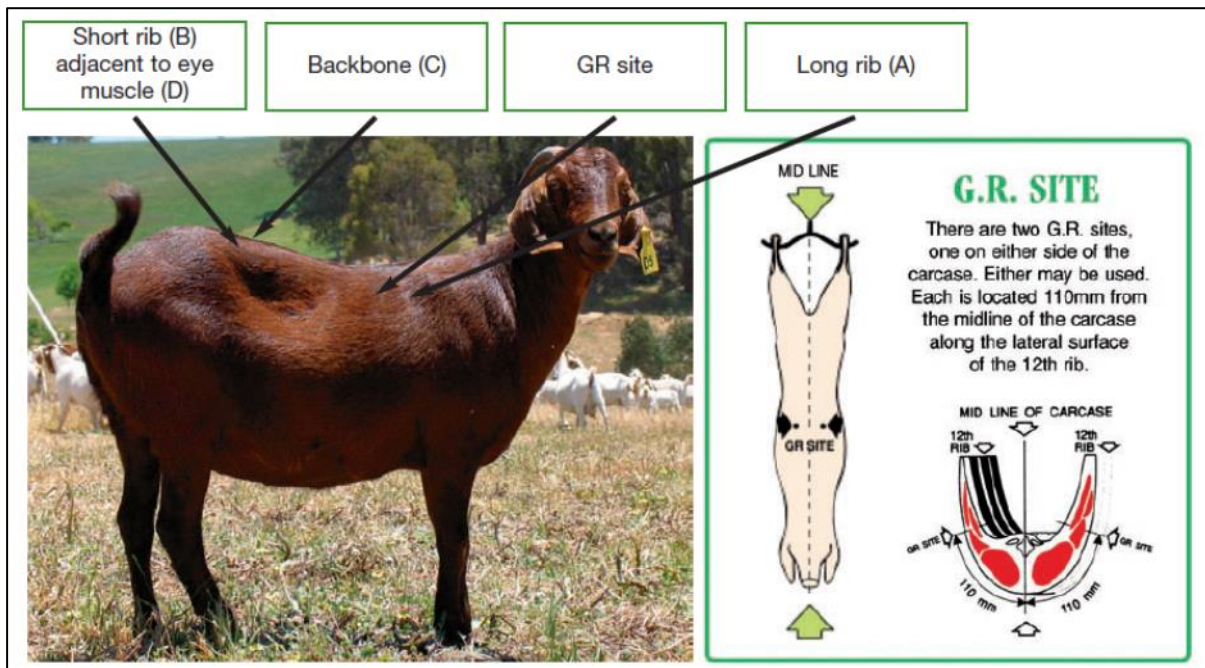 Short rib (B)
adjacent to eye
muscle (D)
Backbone (C)
GR site
Long rib (A)
MID LINE
GR SITE
G.R. SITE
There are two G.R. sites,
one on either side of the
carcase. Either may be used.
Each is located 110mm from
the midline of the carcase
along the lateral surface
of the 12th rib.
MID LINE OF CARCASE
12th
RIB
12th
RIB
GR SITE
GR SITE
110 mm
110 mm